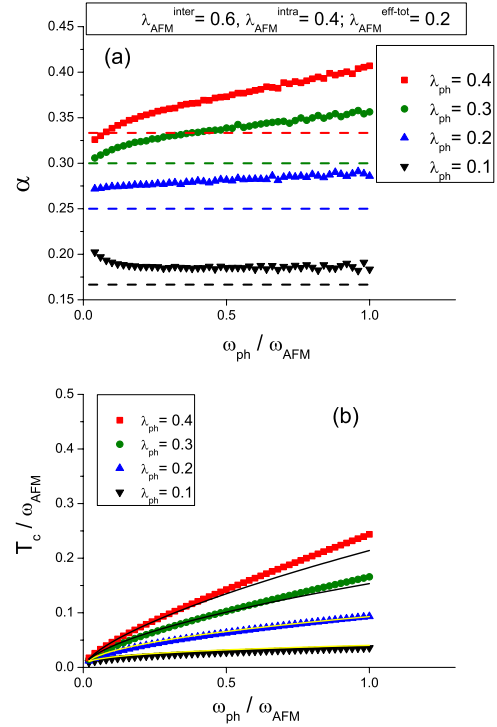 λ_AFM^inter = 0.6, λ_AFM^intra = 0.4; λ_AFM^eff-tot = 0.2
(a)
λ_ph = 0.4
λ_ph = 0.3
λ_ph = 0.2
λ_ph = 0.1
α
0.45
0.40
0.35
0.30
0.25
0.20
0.15
0.0 0.5 1.0
ω_ph / ω_AFM
(b)
λ_ph = 0.4
λ_ph = 0.3
λ_ph = 0.2
λ_ph = 0.1
T_c / ω_AFM
0.5
0.4
0.3
0.2
0.1
0.0
0.0 0.5 1.0
ω_ph / ω_AFM